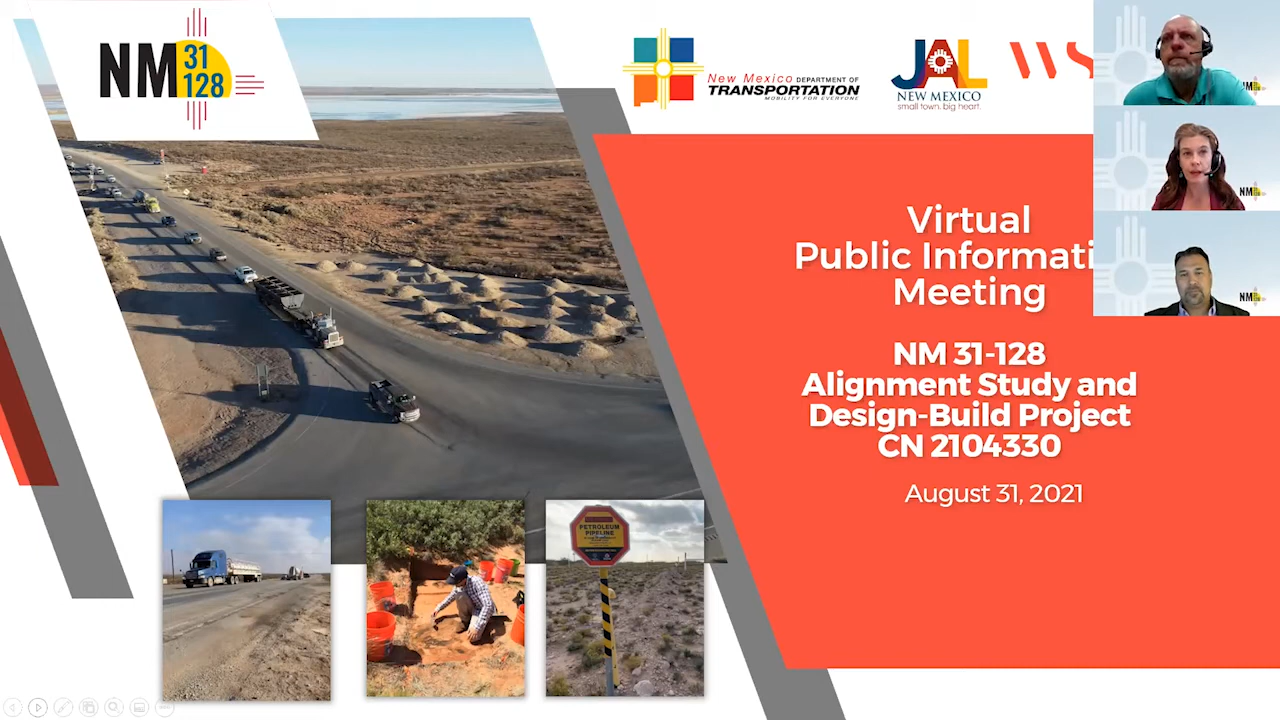 NM 31
128
New Mexico DEPARTMENT OF
TRANSPORTATION
MOBILITY FOR EVERYONE
JAL
NEW MEXICO
small town. big heart.
Virtual
Public Informati
Meeting
NM 31-128
Alignment Study and
Design-Build Project
CN 2104330
August 31, 2021
PETROLEUM
PIPELINE